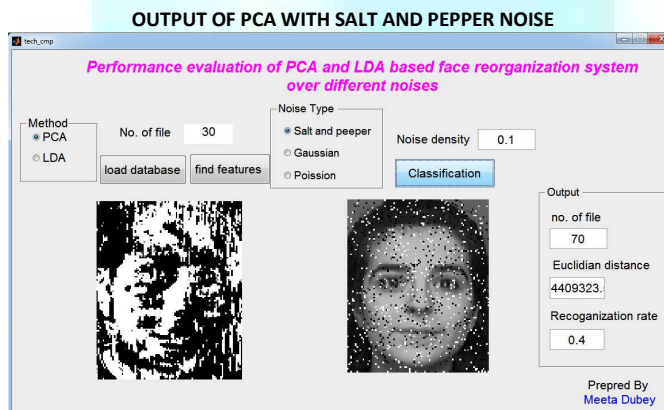 OUTPUT OF PCA WITH SALT AND PEPPER NOISE
tech_cmp
Performance evaluation of PCA and LDA based face reorganization system
over different noises
Method
PCA
LDA
No. of file 30
load database find features
Noise Type
Salt and peeper
Gaussian
Poission
Noise density 0.1
Classification
Output
no. of file
70
Euclidian distance
4409323.
Recoganization rate
0.4
Prepred By
Meeta Dubey